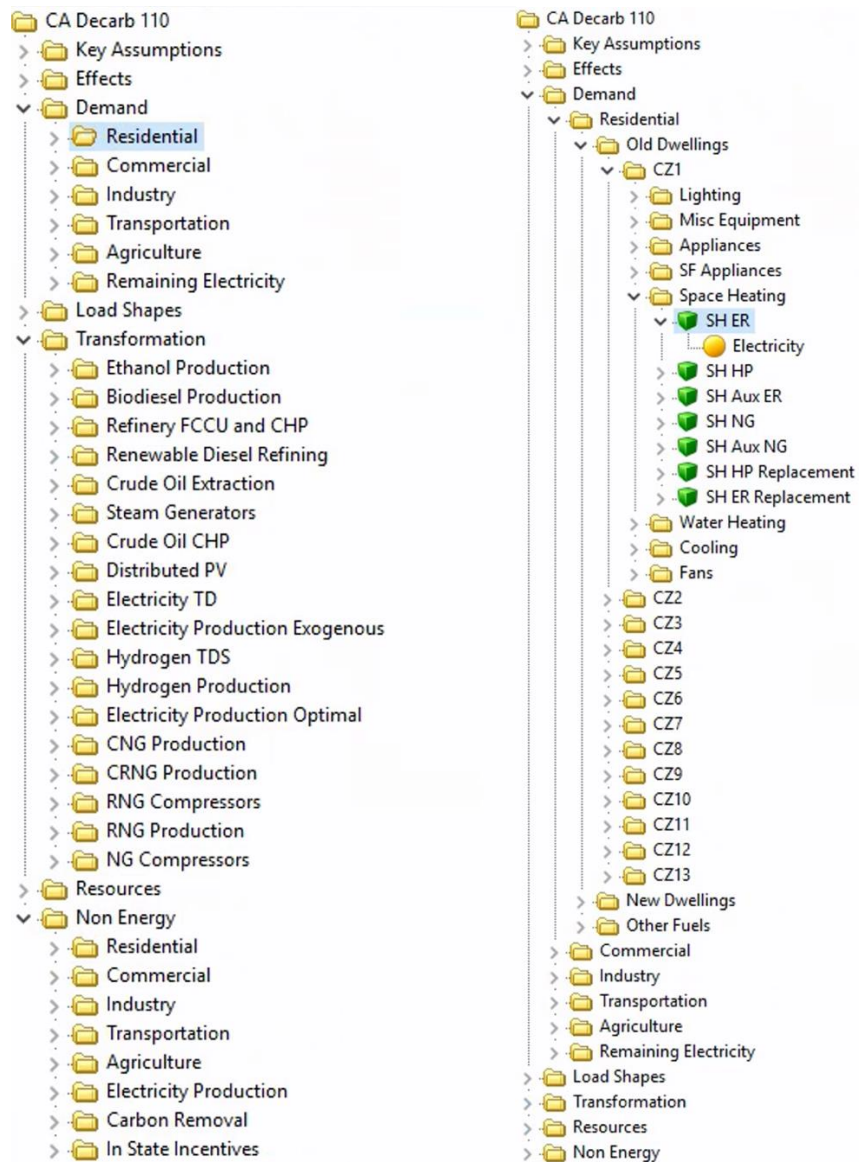 CA Decarb 110
Key Assumptions
Effects
Demand
Residential
Commercial
Industry
Transportation
Agriculture
Remaining Electricity
Load Shapes
Transformation
Ethanol Production
Biodiesel Production
Refinery FCCU and CHP
Renewable Diesel Refining
Crude Oil Extraction
Steam Generators
Crude Oil CHP
Distributed PV
Electricity TD
Electricity Production Exogenous
Hydrogen TDS
Hydrogen Production
Electricity Production Optimal
CNG Production
CRNG Production
RNG Compressors
RNG Production
NG Compressors
Resources
Non Energy
Residential
Commercial
Industry
Transportation
Agriculture
Electricity Production
Carbon Removal
In State Incentives
CA Decarb 110
Key Assumptions
Effects
Demand
Residential
Old Dwellings
CZ1
Lighting
Misc Equipment
Appliances
SF Appliances
Space Heating
SH ER
Electricity
SH HP
SH Aux ER
SH NG
SH Aux NG
SH HP Replacement
SH ER Replacement
Water Heating
Cooling
Fans
CZ2
CZ3
CZ4
CZ5
CZ6
CZ7
CZ8
CZ9
CZ10
CZ11
CZ12
CZ13
New Dwellings
Other Fuels
Commercial
Industry
Transportation
Agriculture
Remaining Electricity
Load Shapes
Transformation
Resources
Non Energy